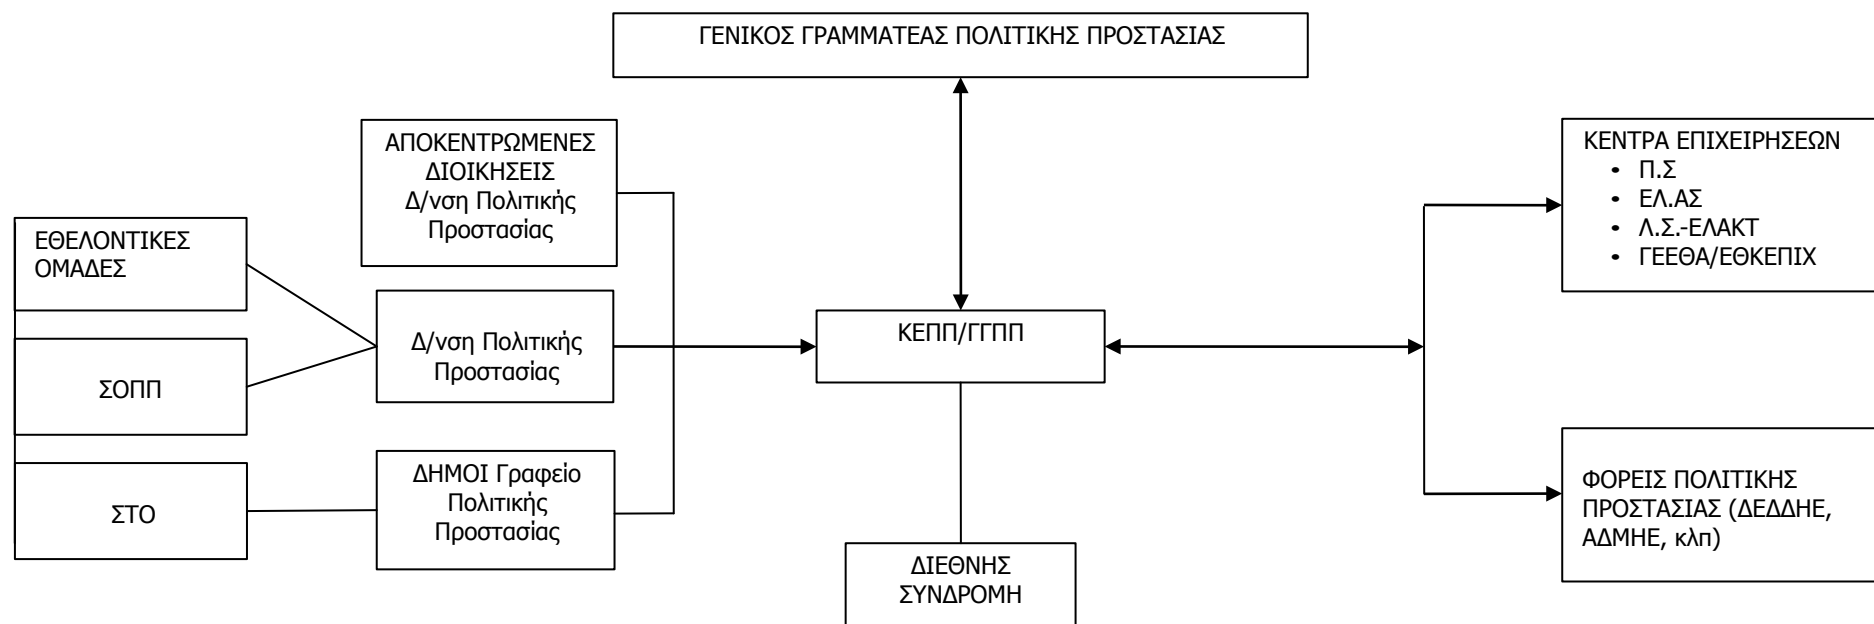 ΓΕΝΙΚΟΣ ΓΡΑΜΜΑΤΕΑΣ ΠΟΛΙΤΙΚΗΣ ΠΡΟΣΤΑΣΙΑΣ
ΑΠΟΚΕΝΤΡΩΜΕΝΕΣ
ΔΙΟΙΚΗΣΕΙΣ
Δ/νση Πολιτικής
Προστασίας
ΚΕΝΤΡΑ ΕΠΙΧΕΙΡΗΣΕΩΝ
• Π.Σ
• ΕΛ.ΑΣ
• Λ.Σ.-ΕΛΑΚΤ
• ΓΕΕΘΑ/ΕΘΚΕΠΙΧ
ΕΘΕΛΟΝΤΙΚΕΣ
ΟΜΑΔΕΣ
Δ/νση Πολιτικής
Προστασίας
ΚΕΠΠ/ΓΓΠΠ
ΣΟΠΠ
ΔΗΜΟΙ Γραφείο
Πολιτικής
Προστασίας
ΣΤΟ
ΦΟΡΕΙΣ ΠΟΛΙΤΙΚΗΣ
ΠΡΟΣΤΑΣΙΑΣ (ΔΕΔΔΗΕ,
ΑΔΜΗΕ, κλπ)
ΔΙΕΘΝΗΣ
ΣΥΝΔΡΟΜΗ